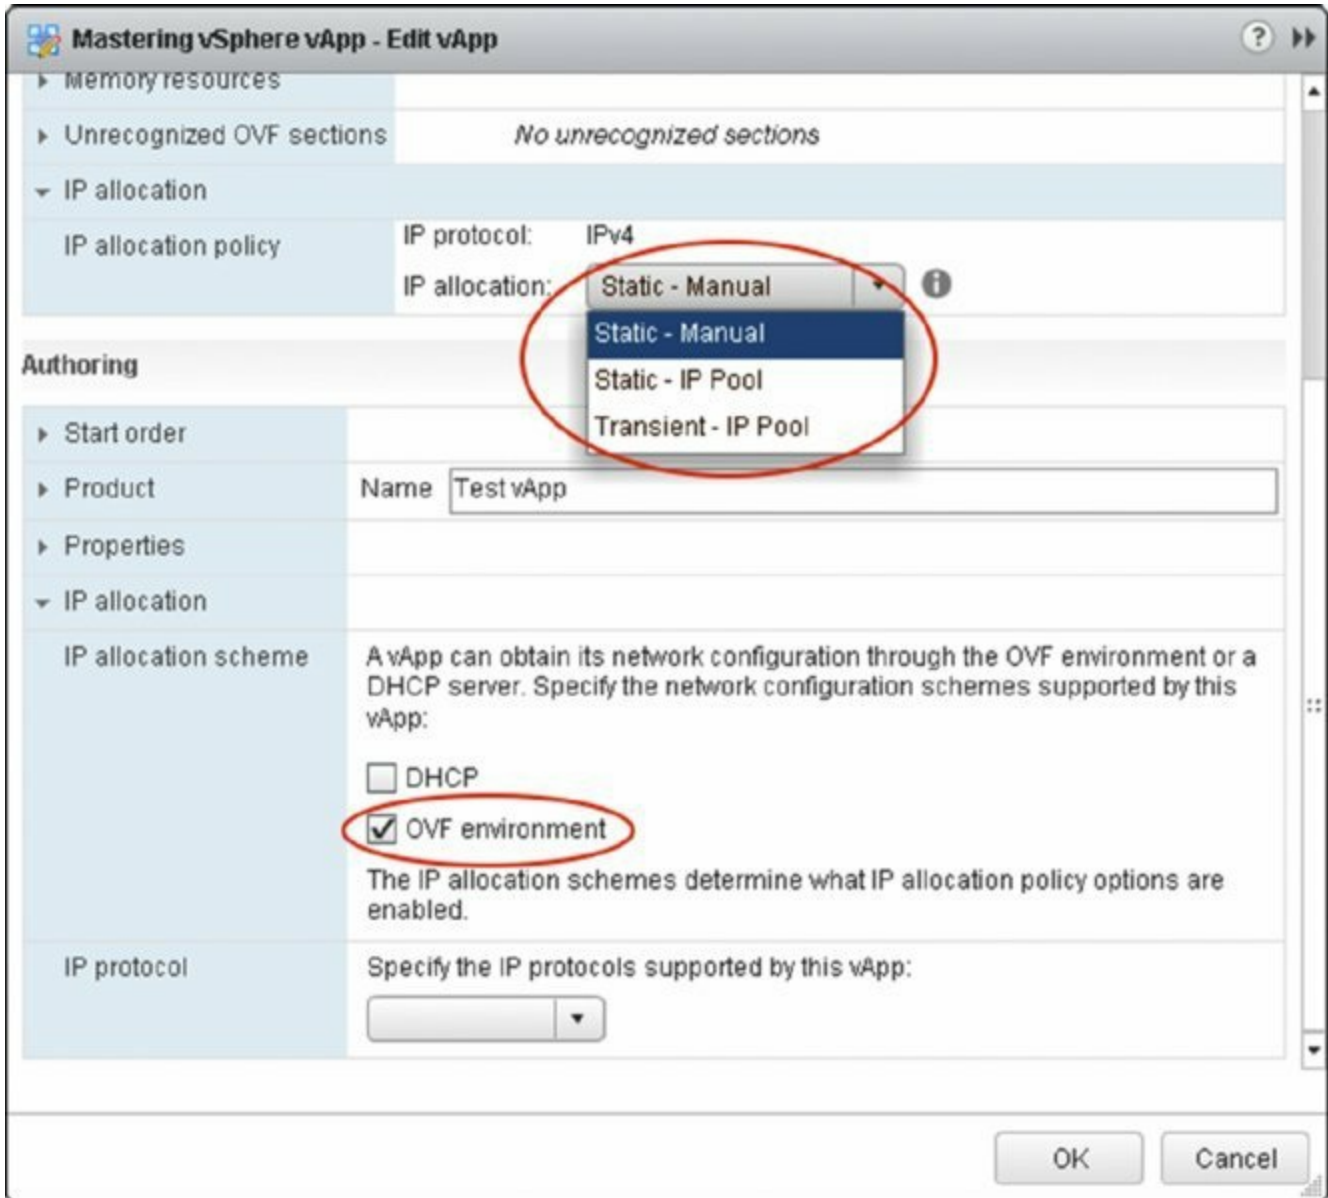 Mastering vSphere vApp - Edit vApp
Memory resources
Unrecognized OVF sections
No unrecognized sections
IP allocation
IP allocation policy
IP protocol: IPv4
IP allocation: Static - Manual
Static - Manual
Static - IP Pool
Transient - IP Pool
Authoring
Start order
Product
Name Test vApp
Properties
IP allocation
IP allocation scheme
A vApp can obtain its network configuration through the OVF environment or a
DHCP server. Specify the network configuration schemes supported by this
vApp:
DHCP
OVF environment
The IP allocation schemes determine what IP allocation policy options are
enabled.
IP protocol
Specify the IP protocols supported by this vApp:
OK
Cancel